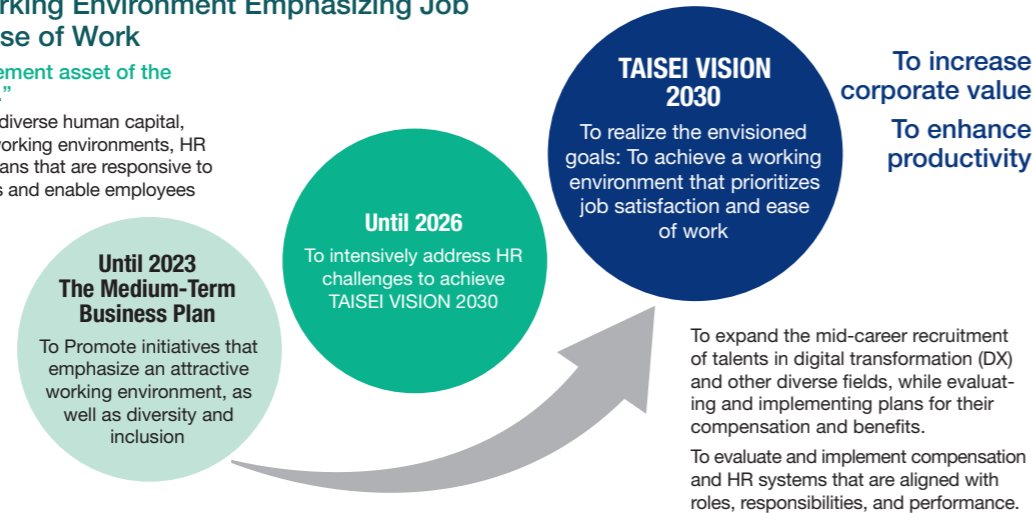 rking Environment Emphasizing Job
se of Work
ement asset of the
.”
diverse human capital,
working environments, HR
ans that are responsive to
s and enable employees
Until 2023
The Medium-Term
Business Plan
To Promote initiatives that
emphasize an attractive
working environment, as
well as diversity and
inclusion
Until 2026
To intensively address HR
challenges to achieve
TAISEI VISION 2030
TAISEI VISION
2030
To realize the envisioned
goals: To achieve a working
environment that prioritizes
job satisfaction and ease
of work
To increase
corporate value
To enhance
productivity
To expand the mid-career recruitment
of talents in digital transformation (DX)
and other diverse fields, while evaluat-
ing and implementing plans for their
compensation and benefits.
To evaluate and implement compensation
and HR systems that are aligned with
roles, responsibilities, and performance.